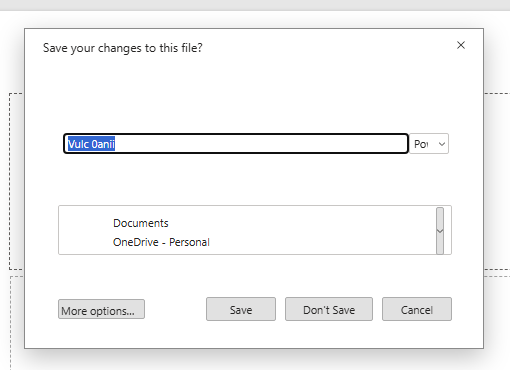 Save your changes to this file?
Vulc 0anii
Documents
OneDrive - Personal
More options...
Save
Don't Save
Cancel